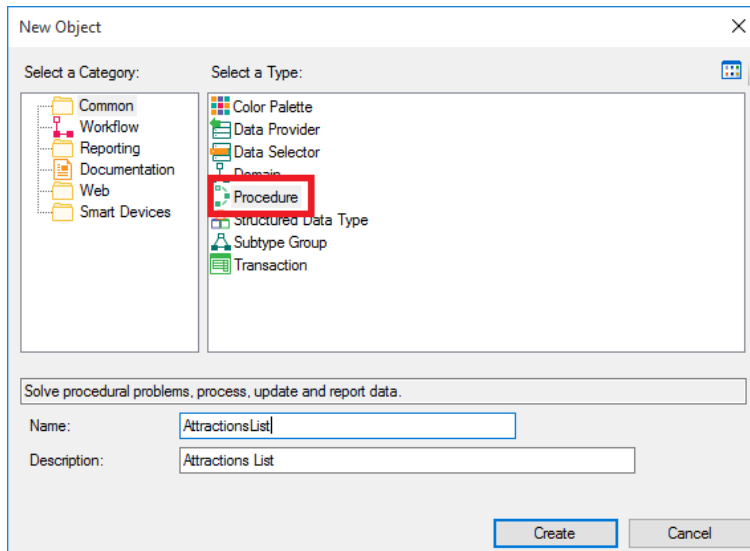 New Object
Select a Category:
Select a Type:
Common
Workflow
Reporting
Documentation
Web
Smart Devices
Color Palette
Data Provider
Data Selector
Domain
Procedure
Structured Data Type
Subtype Group
Transaction
Solve procedural problems, process, update and report data.
Name:
AttractionsList
Description:
Attractions List
Create
Cancel